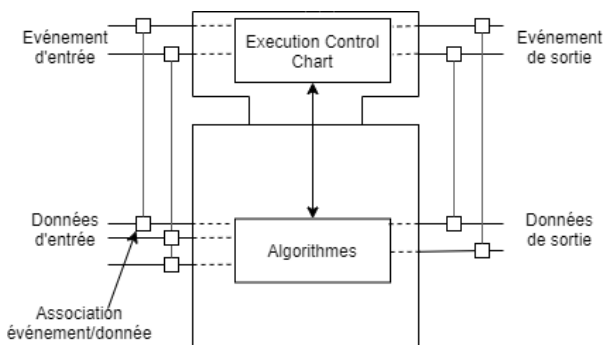 Evénement
d'entrée
Execution Control
Chart
Evénement
de sortie
Données
d'entrée
Algorithmes
Données
de sortie
Association
événement/donnée